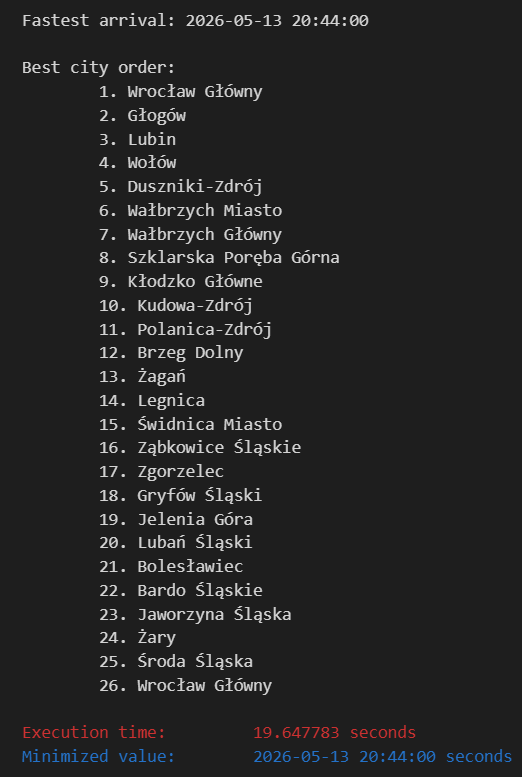 Fastest arrival: 2026-05-13 20:44:00
Best city order:
1. Wrocław Główny
2. Głogów
3. Lubin
4. Wołów
5. Duszniki-Zdrój
6. Wałbrzych Miasto
7. Wałbrzych Główny
8. Szklarska Poręba Górna
9. Kłodzko Główne
10. Kudowa-Zdrój
11. Polanica-Zdrój
12. Brzeg Dolny
13. Żagań
14. Legnica
15. Świdnica Miasto
16. Ząbkowice Śląskie
17. Zgorzelec
18. Gryfów Śląski
19. Jelenia Góra
20. Lubań Śląski
21. Bolesławiec
22. Bardo Śląskie
23. Jaworzyna Śląska
24. Żary
25. Środa Śląska
26. Wrocław Główny
Execution time: 19.647783 seconds
Minimized value: 2026-05-13 20:44:00 seconds